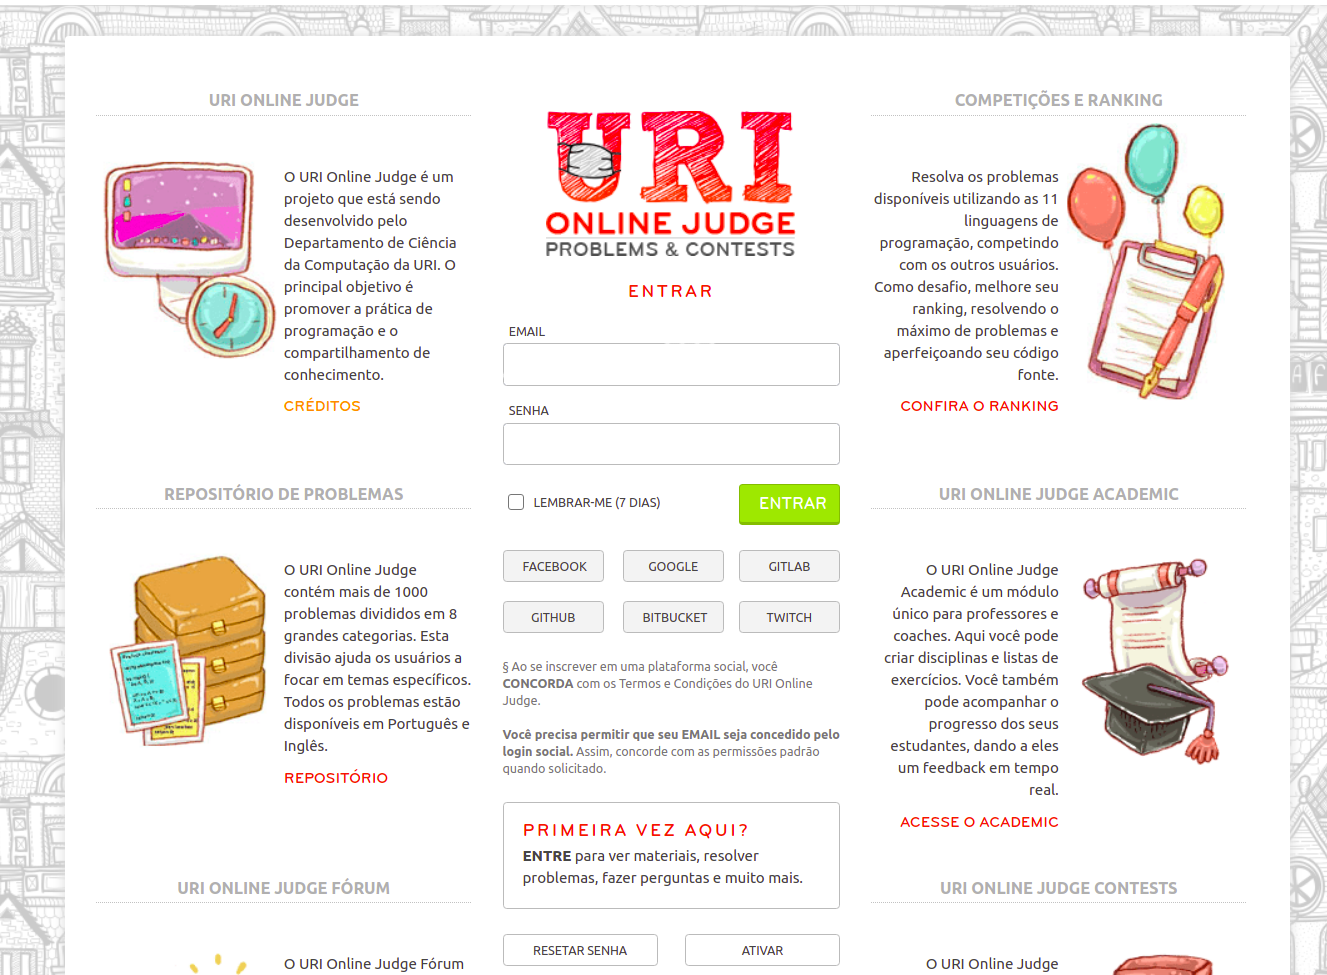 URI ONLINE JUDGE
O URI Online Judge é um
projeto que está sendo
desenvolvido pelo
Departamento de Ciência
da Computação da URI. O
principal objetivo é
promover a prática de
programação e o
compartilhamento de
conhecimento.
CRÉDITOS
REPOSITÓRIO DE PROBLEMAS
O URI Online Judge
contém mais de 1000
problemas divididos em 8
grandes categorias. Esta
divisão ajuda os usuários a
focar em temas específicos.
Todos os problemas estão
disponíveis em Português e
Inglês.
REPOSITÓRIO
URI ONLINE JUDGE FÓRUM
O URI Online Judge Fórum
URI
ONLINE JUDGE
PROBLEMS & CONTESTS
ENTRAR
EMAIL
SENHA
LEMBRAR-ME (7 DIAS)
ENTRAR
FACEBOOK GOOGLE GITLAB
GITHUB BITBUCKET TWITCH
§ Ao se inscrever em uma plataforma social, você
CONCORDA com os Termos e Condições do URI Online
Judge.
Você precisa permitir que seu EMAIL seja concedido pelo
login social. Assim, concorde com as permissões padrão
quando solicitado.
PRIMEIRA VEZ AQUI?
ENTRE para ver materiais, resolver
problemas, fazer perguntas e muito mais.
RESETAR SENHA ATIVAR
COMPETIÇÕES E RANKING
Resolva os problemas
disponíveis utilizando as 11
linguagens de
programação, competindo
com os outros usuários.
Como desafio, melhore seu
ranking, resolvendo o
máximo de problemas e
aperfeiçoando seu código
fonte.
CONFIRA O RANKING
URI ONLINE JUDGE ACADEMIC
O URI Online Judge
Academic é um módulo
único para professores e
coaches. Aqui você pode
criar disciplinas e listas de
exercícios. Você também
pode acompanhar o
progresso dos seus
estudantes, dando a eles
um feedback em tempo
real.
ACESSE O ACADEMIC
URI ONLINE JUDGE CONTESTS
O URI Online Judge